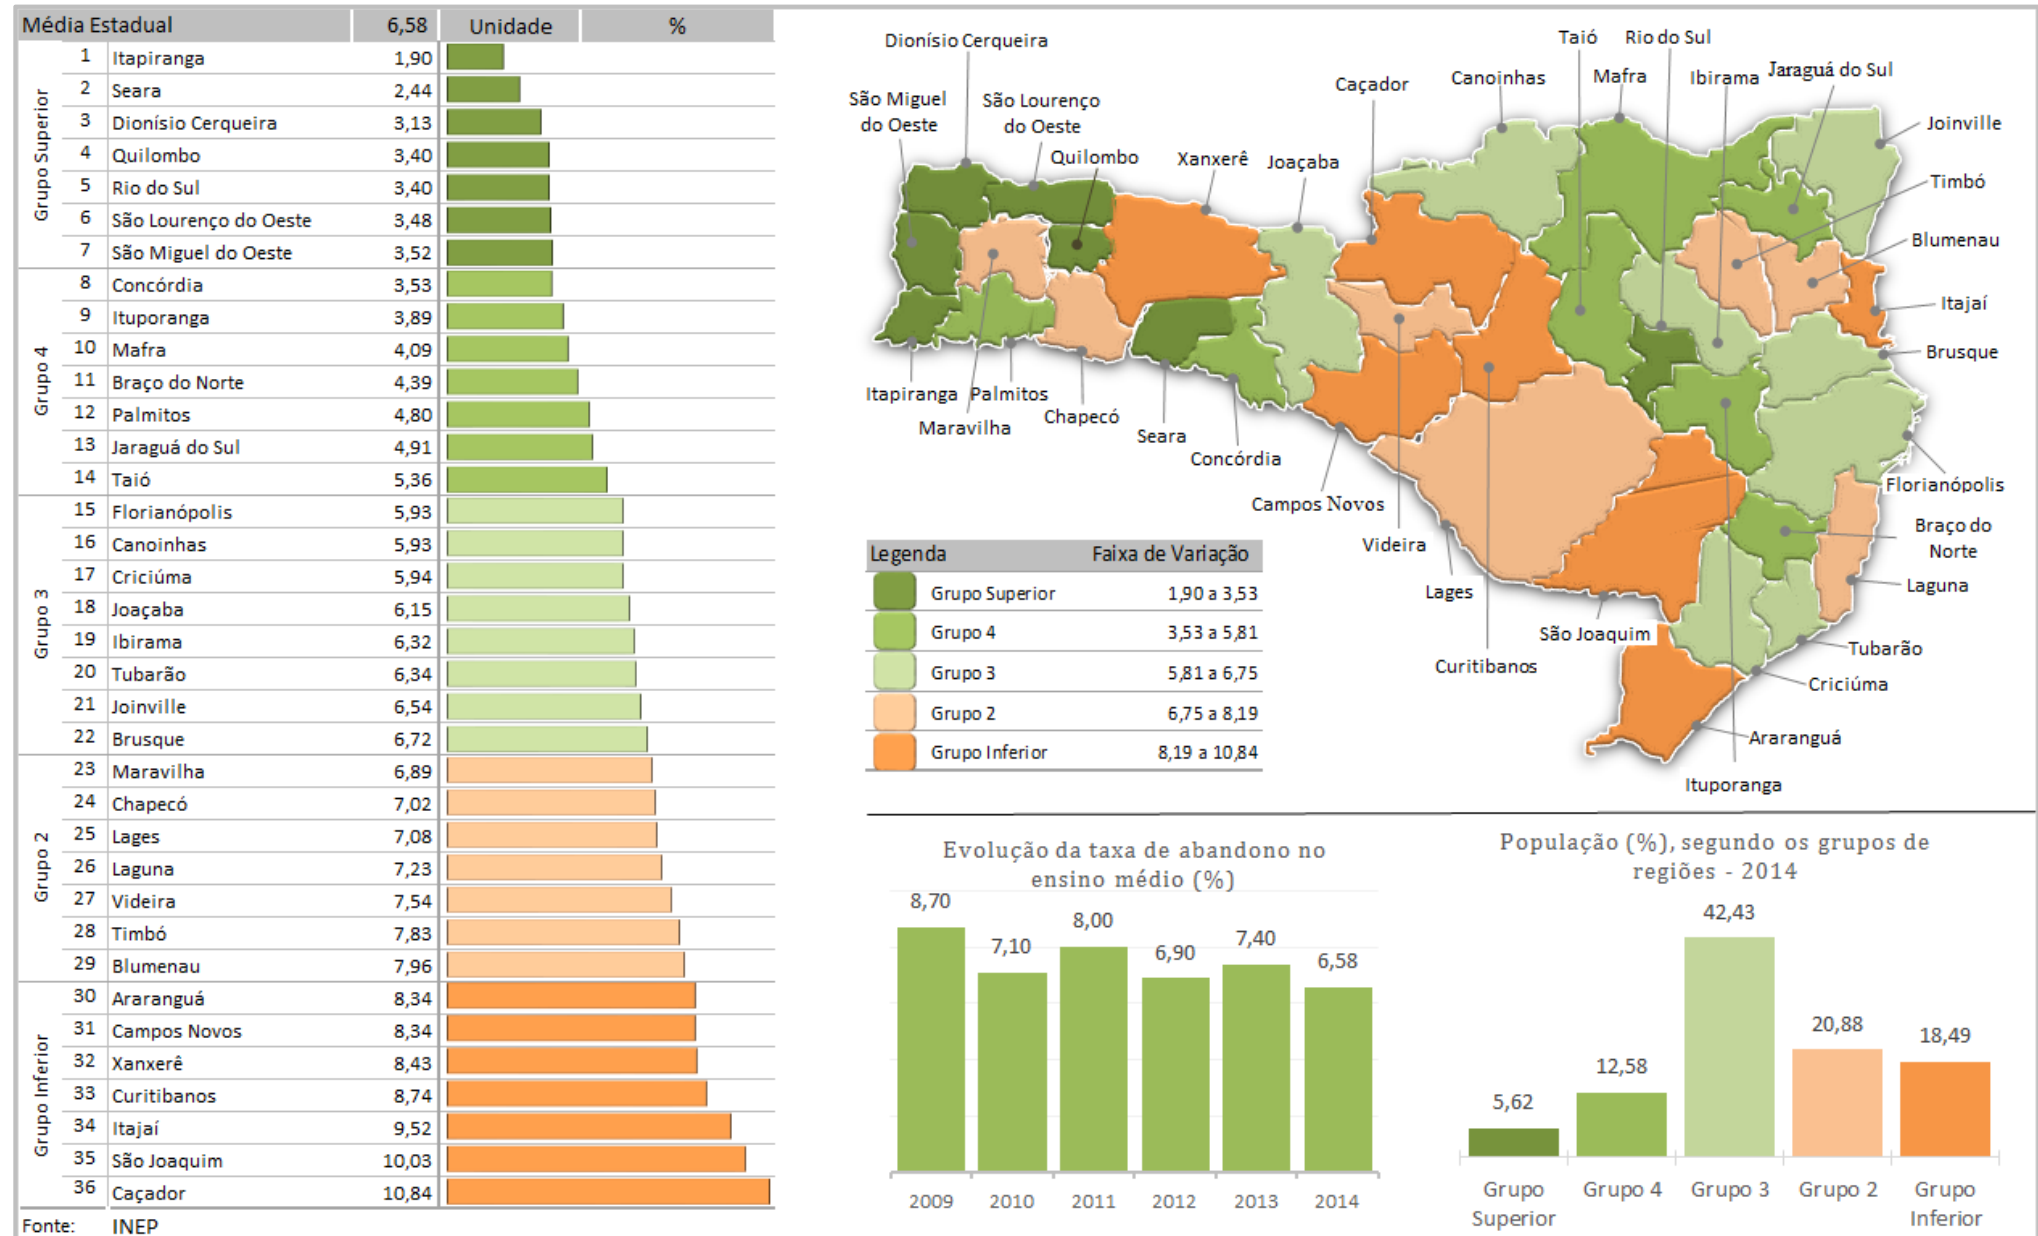 Média Estadual 6,58 Unidade %
Grupo Superior
1 Itapiranga 1,90
2 Seara 2,44
3 Dionísio Cerqueira 3,13
4 Quilombo 3,40
5 Rio do Sul 3,40
6 São Lourenço do Oeste 3,48
7 São Miguel do Oeste 3,52
Grupo 4
8 Concórdia 3,53
9 Ituporanga 3,89
10 Mafra 4,09
11 Braço do Norte 4,39
12 Palmitos 4,80
13 Jaraguá do Sul 4,91
14 Taió 5,36
Grupo 3
15 Florianópolis 5,93
16 Canoinhas 5,93
17 Criciúma 5,94
18 Joaçaba 6,15
19 Ibirama 6,32
20 Tubarão 6,34
21 Joinville 6,54
22 Brusque 6,72
Grupo 2
23 Maravilha 6,89
24 Chapecó 7,02
25 Lages 7,08
26 Laguna 7,23
27 Videira 7,54
28 Timbó 7,83
29 Blumenau 7,96
Grupo Inferior
30 Araranguá 8,34
31 Campos Novos 8,34
32 Xanxerê 8,43
33 Curitibanos 8,74
34 Itajaí 9,52
35 São Joaquim 10,03
36 Caçador 10,84
Fonte: INEP
Dionísio Cerqueira
São Miguel
do Oeste
São Lourenço
do Oeste
Quilombo
Xanxerê
Joaçaba
Caçador
Canoinhas
Taió
Mafra
Rio do Sul
Ibirama
Jaraguá do Sul
Joinville
Timbó
Blumenau
Itajaí
Brusque
Florianópolis
Braço do
Norte
Laguna
Tubarão
Criciúma
Araranguá
Ituporanga
São Joaquim
Curitibanos
Lages
Videira
Campos Novos
Concórdia
Seara
Chapecó
Maravilha
Palmitos
Itapiranga
Legenda Faixa de Variação
Grupo Superior 1,90 a 3,53
Grupo 4 3,53 a 5,81
Grupo 3 5,81 a 6,75
Grupo 2 6,75 a 8,19
Grupo Inferior 8,19 a 10,84
Evolução da taxa de abandono no
ensino médio (%)
8,70 7,10 8,00 6,90 7,40 6,58
2009 2010 2011 2012 2013 2014
População (%), segundo os grupos de
regiões - 2014
5,62 12,58 42,43 20,88 18,49
Grupo Grupo 4 Grupo 3 Grupo 2 Grupo
Superior Inferior